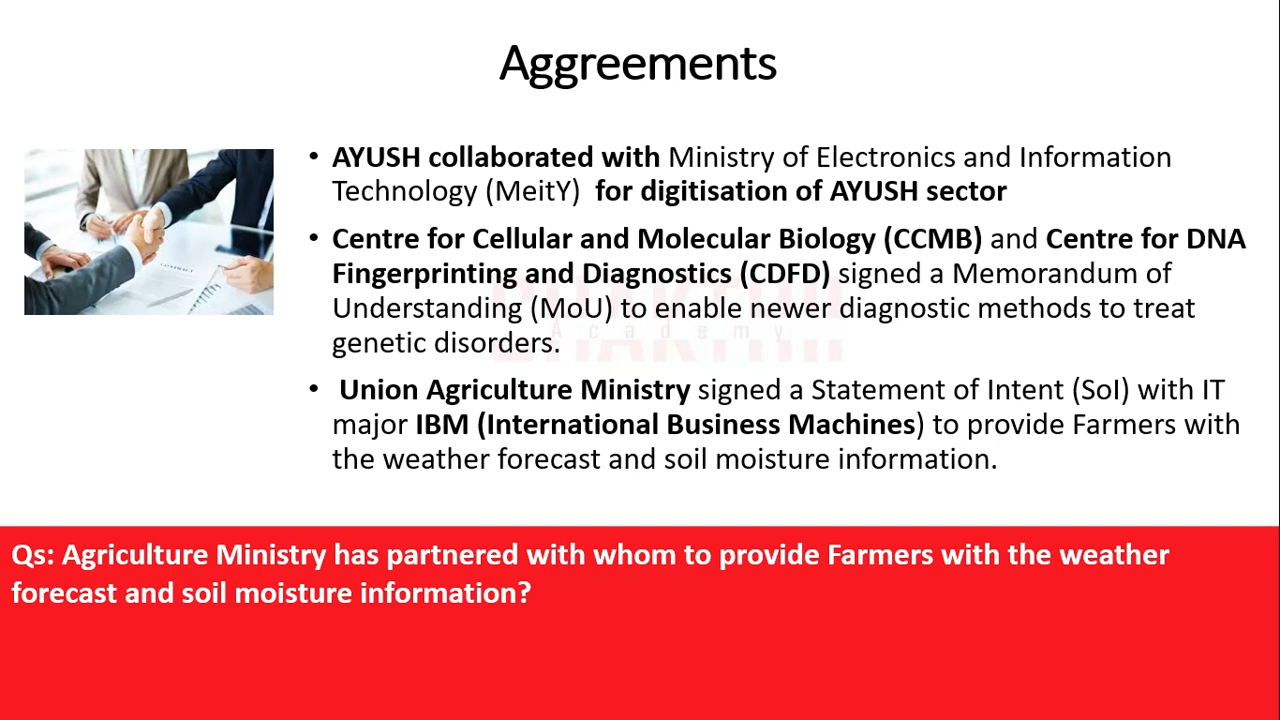 Aggreements
• AYUSH collaborated with Ministry of Electronics and Information
Technology (MeitY) for digitisation of AYUSH sector
• Centre for Cellular and Molecular Biology (CCMB) and Centre for DNA
Fingerprinting and Diagnostics (CDFD) signed a Memorandum of
Understanding (MoU) to enable newer diagnostic methods to treat
genetic disorders.
• Union Agriculture Ministry signed a Statement of Intent (SoI) with IT
major IBM (International Business Machines) to provide Farmers with
the weather forecast and soil moisture information.
CONTRACT
Academy
Qs: Agriculture Ministry has partnered with whom to provide Farmers with the weather
forecast and soil moisture information?